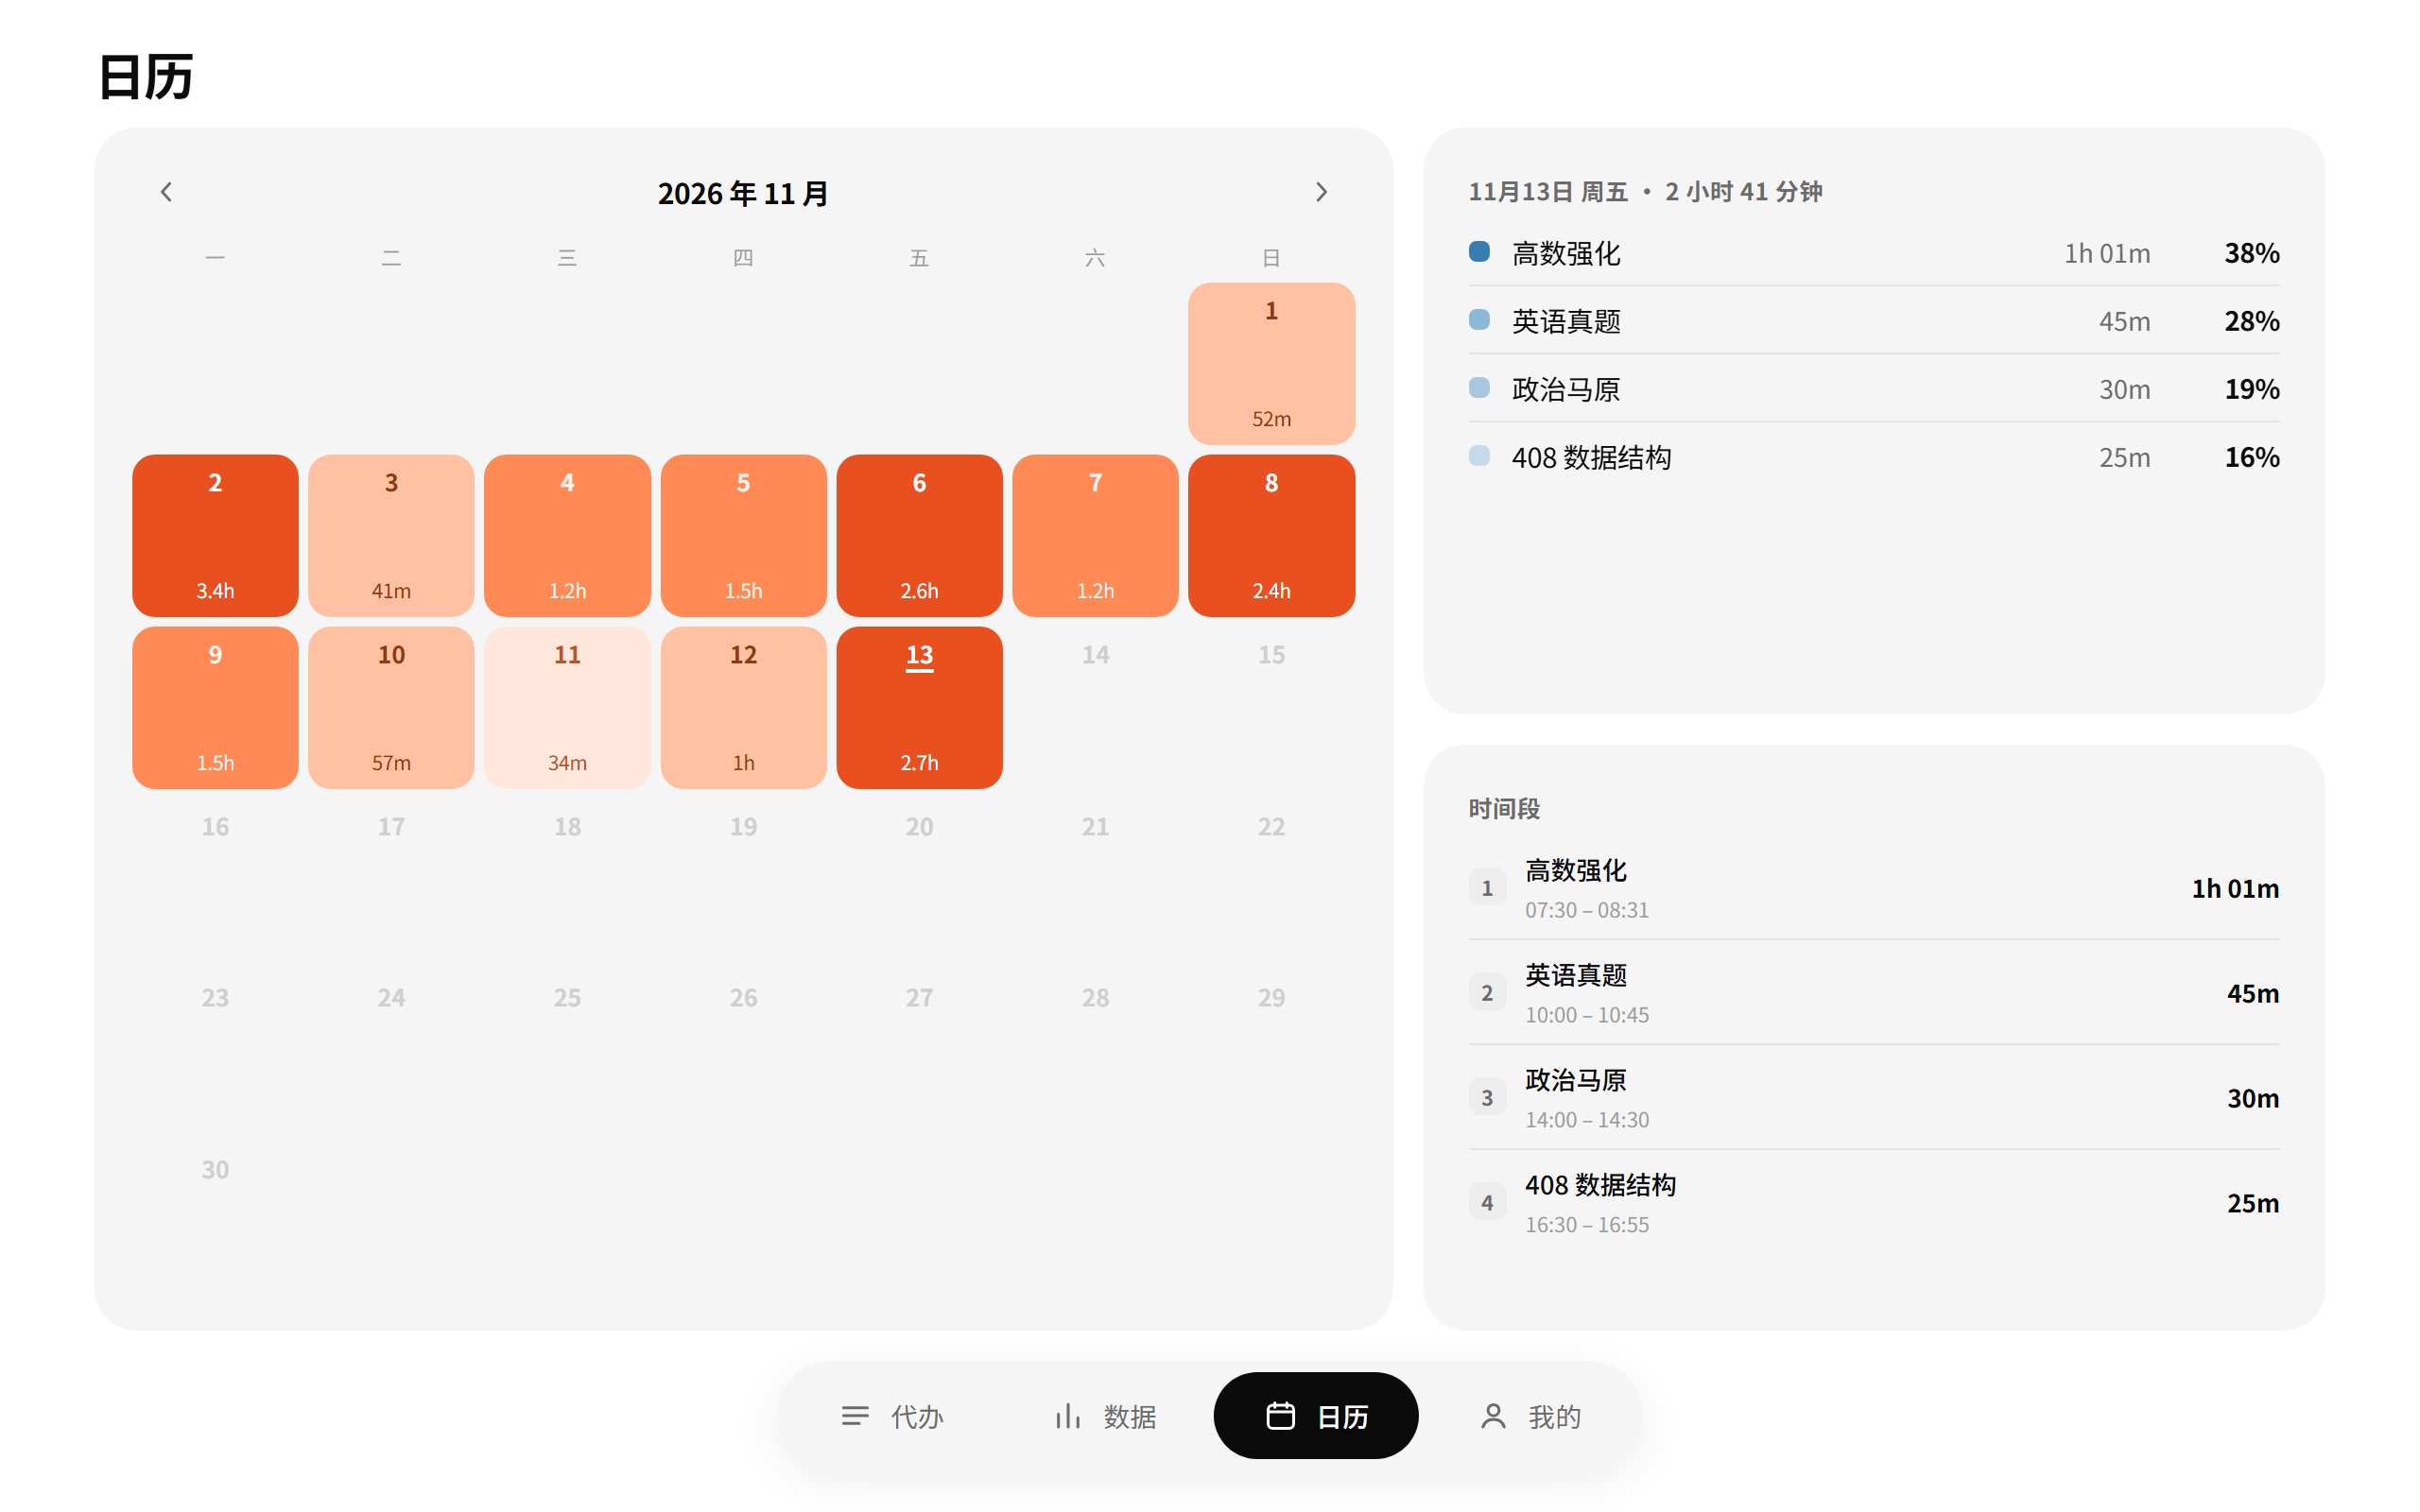 日历
2026 年 11 月
一 二 三 四 五 六 日
1
52m
2 3 4 5 6 7 8
3.4h 41m 1.2h 1.5h 2.6h 1.2h 2.4h
9 10 11 12 13 14 15
1.5h 57m 34m 1h 2.7h
16 17 18 19 20 21 22
23 24 25 26 27 28 29
30
11月13日 周五 · 2 小时 41 分钟
高数强化 1h 01m 38%
英语真题 45m 28%
政治马原 30m 19%
408 数据结构 25m 16%
时间段
1 高数强化 1h 01m
07:30 – 08:31
2 英语真题 45m
10:00 – 10:45
3 政治马原 30m
14:00 – 14:30
4 408 数据结构 25m
16:30 – 16:55
代办 数据 日历 我的